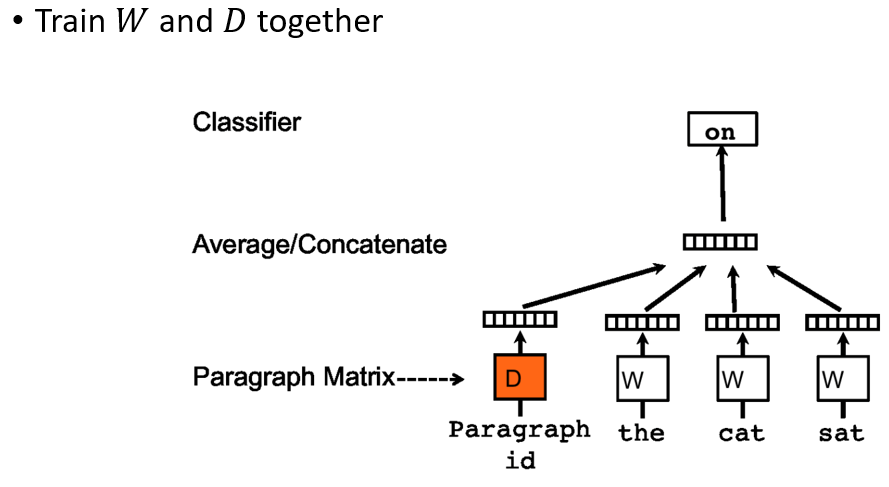 • Train W and D together
Classifier
on
Average/Concatenate
Paragraph Matrix
D
W
W
W
Paragraph
id
the
cat
sat